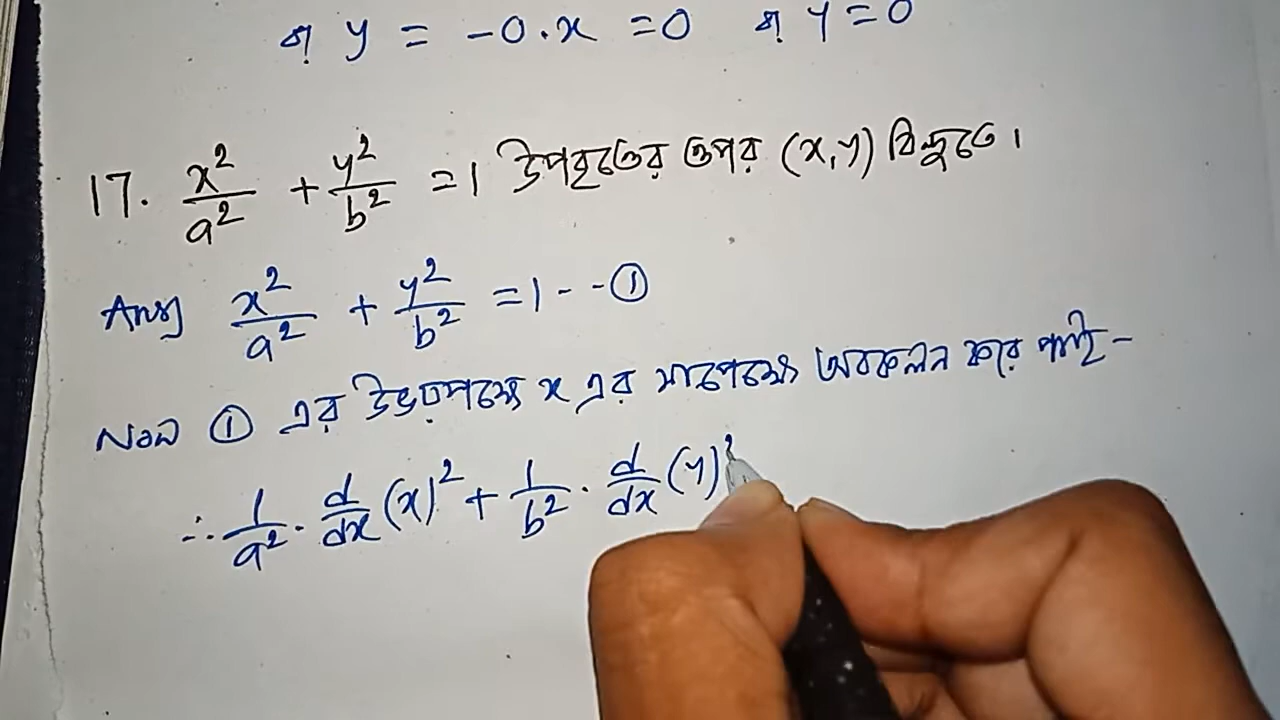 বা y = -0.x = 0 বা y = 0
17. x²/a² + y²/b² = 1 উপবৃত্তের ওপর (x,y) বিন্দুতে।
Ans x²/a² + y²/b² = 1 -- ①
Now ① এর উভয়পক্ষে x এর সাপেক্ষে অবকলন করে পাই-
∴ 1/a² . d/dx (x)² + 1/b² . d/dx (y)²